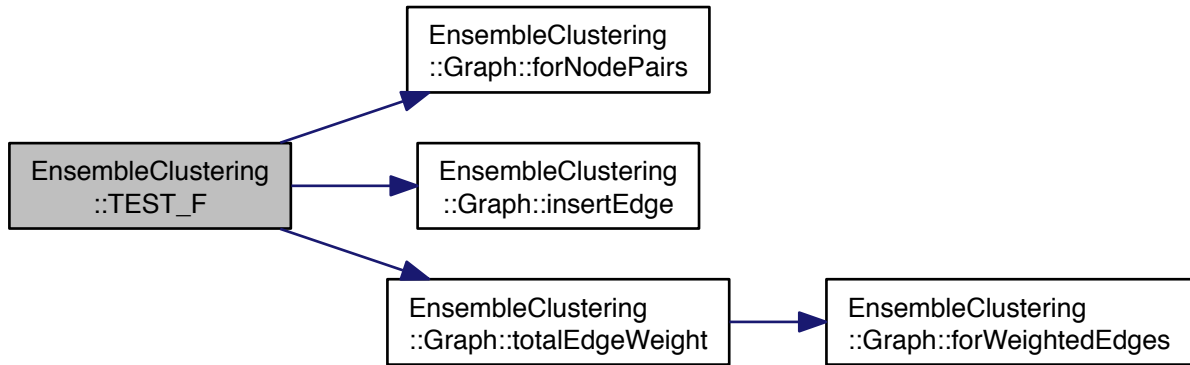 EnsembleClustering
::Graph::forNodePairs
EnsembleClustering
::TEST_F
EnsembleClustering
::Graph::insertEdge
EnsembleClustering
::Graph::totalEdgeWeight
EnsembleClustering
::Graph::forWeightedEdges